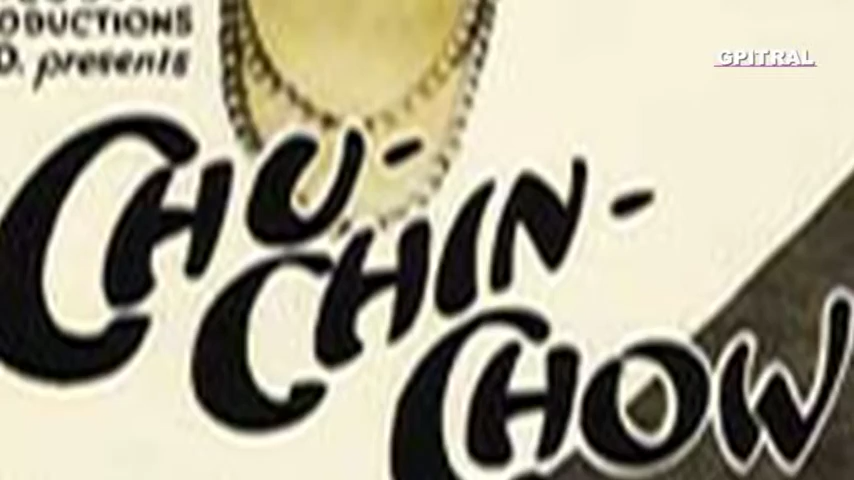 ODUCTIONS
D. presents
GPITRAL
CHU-
CHIN-
CHOW